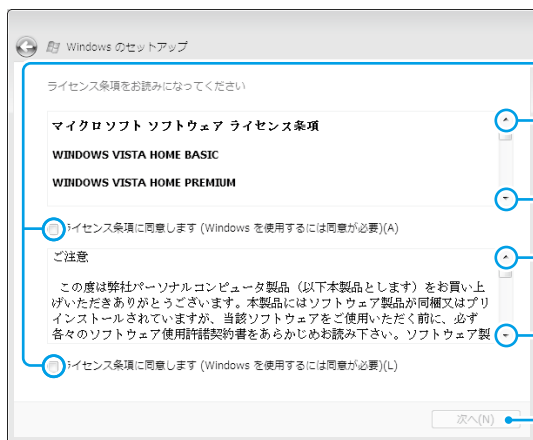 Windows のセットアップ
ライセンス条項をお読みになってください
マイクロソフト ソフトウェア ライセンス条項
WINDOWS VISTA HOME BASIC
WINDOWS VISTA HOME PREMIUM
ライセンス条項に同意します (Windows を使用するには同意が必要)(A)
ご注意
この度は弊社パーソナルコンピュータ製品（以下本製品とします）をお買い上
げいただきありがとうございます。本製品にはソフトウェア製品が同梱又はプリ
インストールされていますが、当該ソフトウェアをご使用いただく前に、必ず
各々のソフトウェア使用許諾契約書をあらかじめお読み下さい。ソフトウェア製
ライセンス条項に同意します (Windows を使用するには同意が必要)(L)
次へ(N)